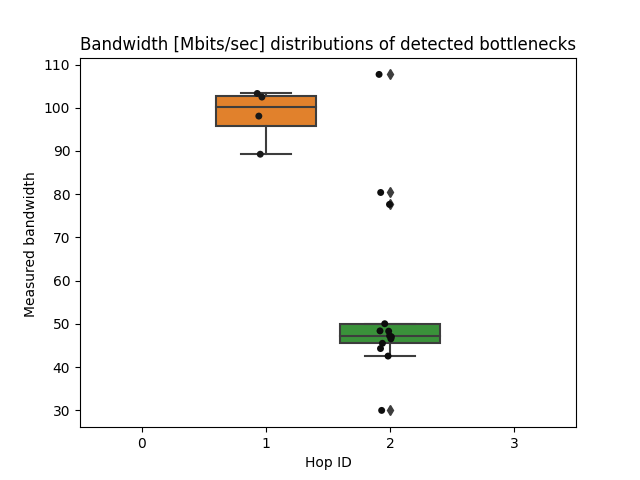 Bandwidth [Mbits/sec] distributions of detected bottlenecks
110
100
90
80
70
60
50
40
30
Measured bandwidth
0 1 2 3
Hop ID